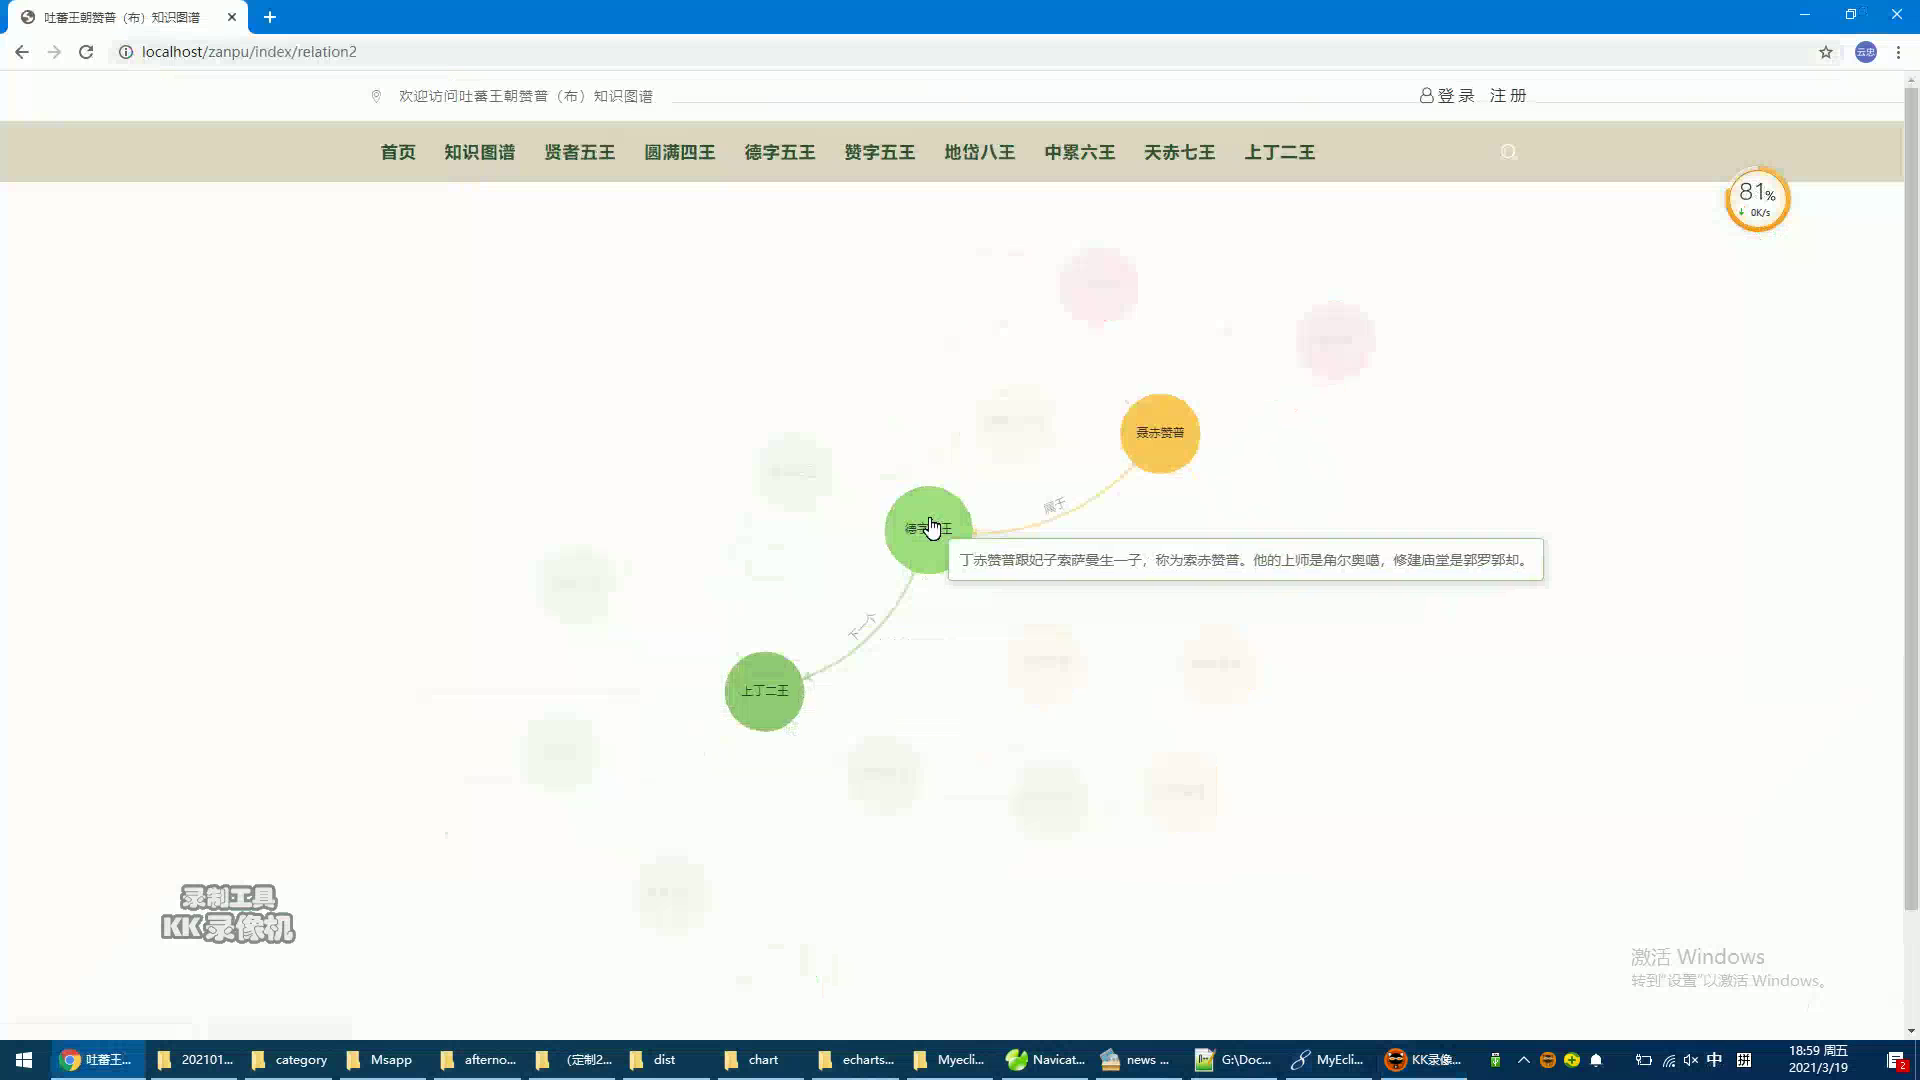 吐蕃王朝赞普（布）知识图谱
localhost/zanpu/index/relation2
云忠
欢迎访问吐蕃王朝赞普（布）知识图谱
登 录 注 册
首页 知识图谱 贤者五王 圆满四王 德字五王 赞字五王 地岱八王 中累六王 天赤七王 上丁二王
81%
0K/s
聂赤赞普
属于
丁赤赞普跟妃子索萨曼生一子，称为索赤赞普。他的上师是角尔奥噶，修建庙堂是郭罗郭却。
下一个
上丁二王
录制工具
KK录像机
激活 Windows
转到"设置"以激活 Windows。
吐蕃王... 202101... category Msapp afterno... (定制2... dist chart echarts... Myecli... Navicat... news ... G:\Doc... MyEcli... KK录像... 中 拼 18:59 周五
2021/3/19
2